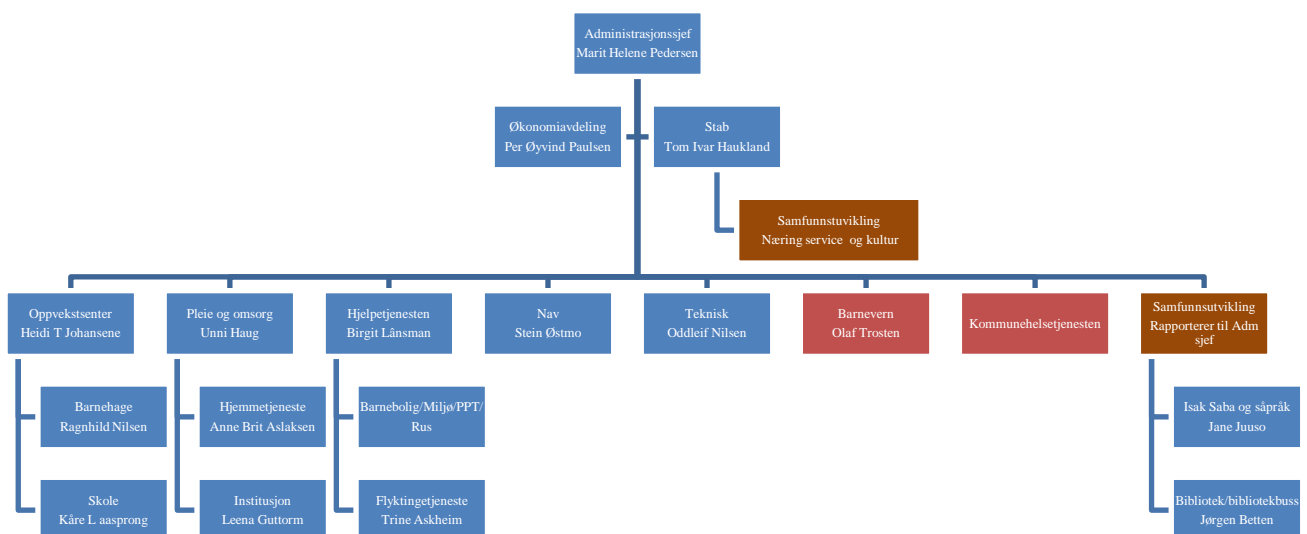 Administrasjonssjef
Marit Helene Pedersen
Økonomiavdeling
Per Øyvind Paulsen
Stab
Tom Ivar Haukland
Samfunnstuvikling
Næring service og kultur
Oppvekstsenter
Heidi T Johansene
Pleie og omsorg
Unni Haug
Hjelpetjenesten
Birgit Lânsman
Nav
Stein Østmo
Teknisk
Oddleif Nilsen
Barnevern
Olaf Trosten
Kommunehelsetjenesten
Samfunnsutvikling
Rapporterer til Adm
sjef
Barnehage
Ragnhild Nilsen
Hjemmetjeneste
Anne Brit Aslaksen
Barnebolig/Miljø/PPT/
Rus
Isak Saba og såpråk
Jane Juuso
Skole
Kåre L aasprong
Institusjon
Leena Guttorm
Flyktingetjeneste
Trine Askheim
Bibliotek/bibliotekbuss
Jørgen Betten